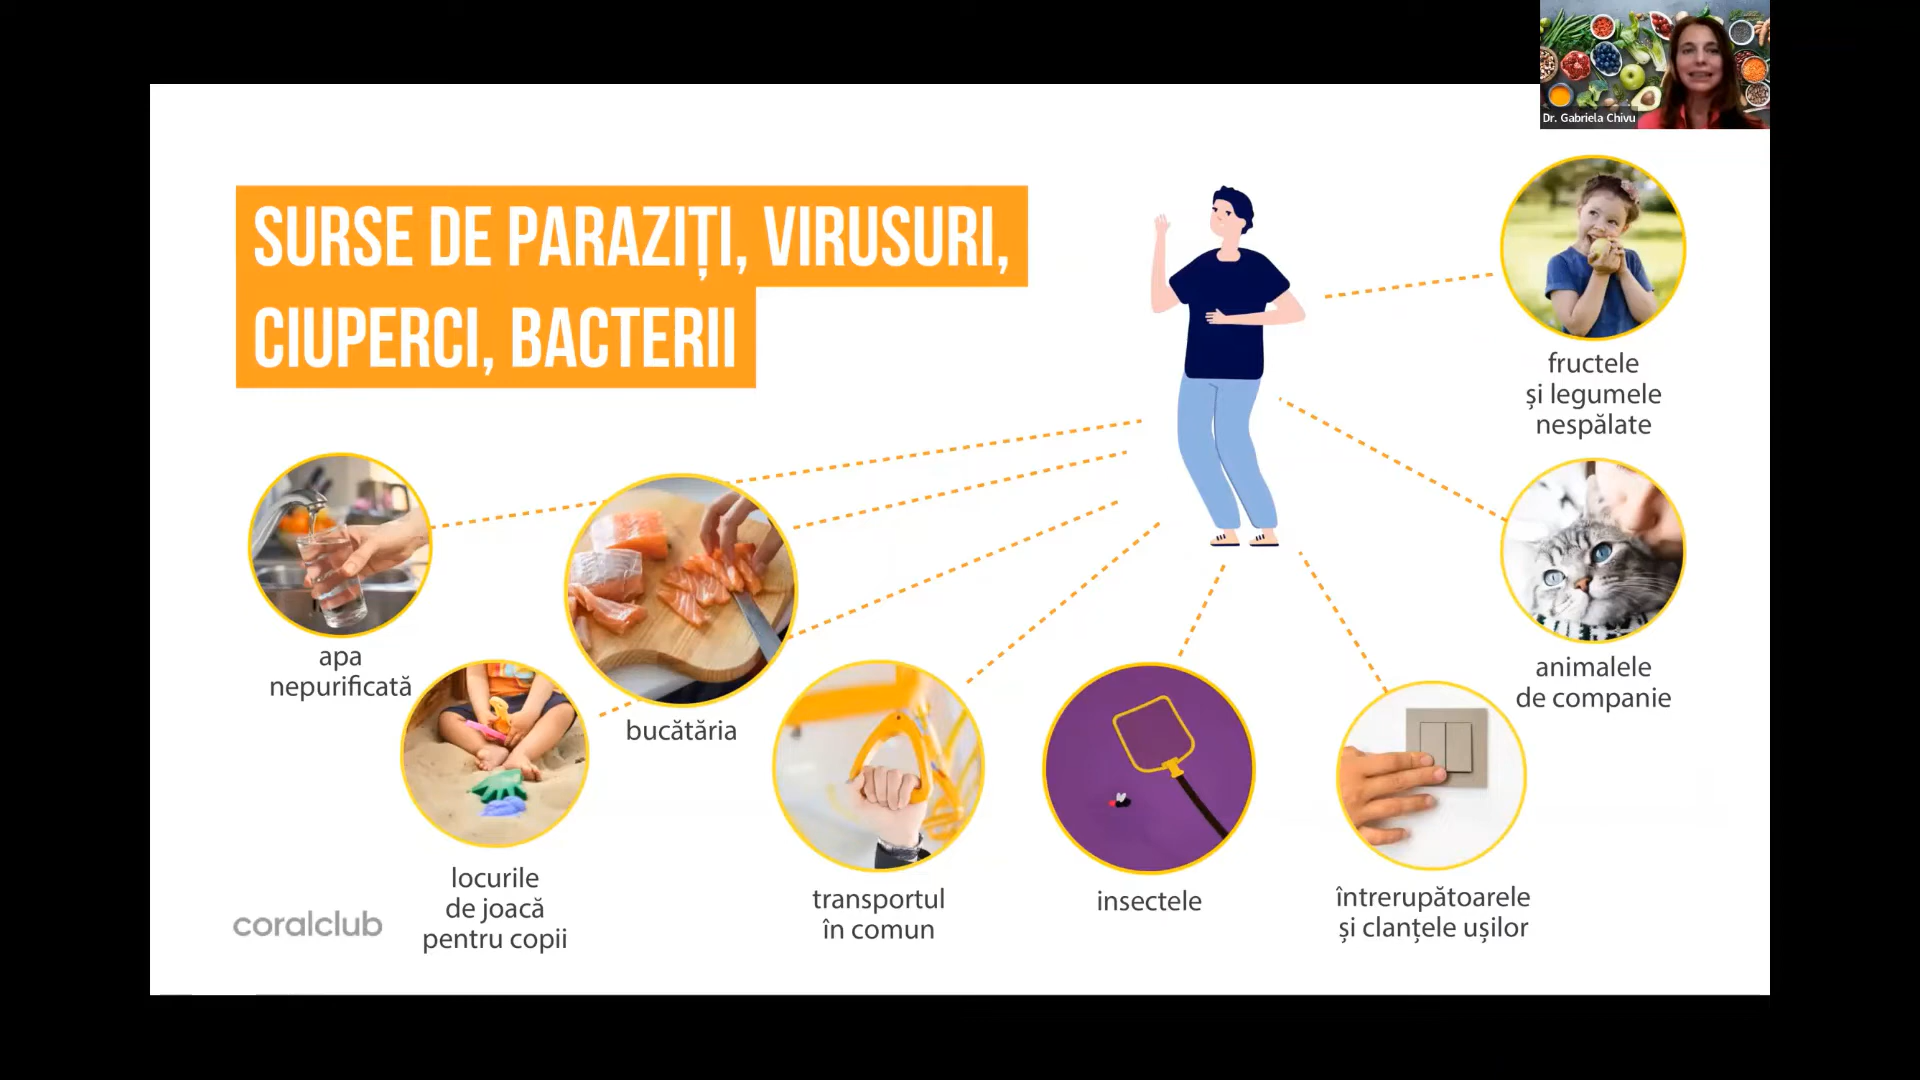 Dr. Gabriela Chivu
SURSE DE PARAZIȚI, VIRUSURI,
CIUPERCI, BACTERII
fructele
și legumele
nespălate
apa
nepurificată
bucătăria
animalele
de companie
locurile
de joacă
pentru copii
transportul
în comun
insectele
întrerupătoarele
și clanțele ușilor
coralclub